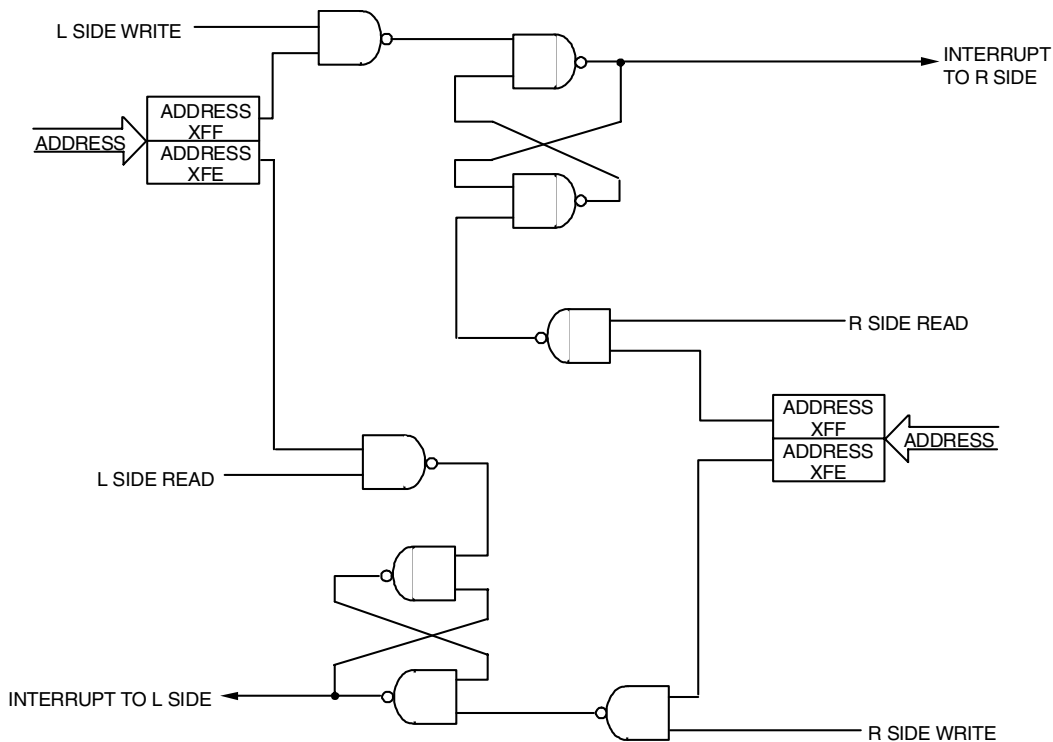 L SIDE WRITE
INTERRUPT
TO R SIDE
ADDRESS
XFF
ADDRESS
ADDRESS
XFE
R SIDE READ
ADDRESS
XFF
ADDRESS
ADDRESS
XFE
L SIDE READ
INTERRUPT TO L SIDE
R SIDE WRITE